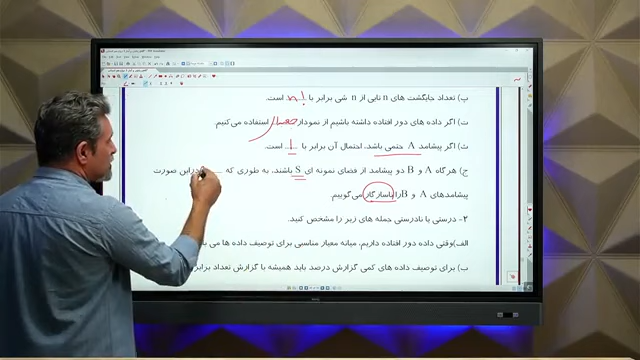 پ) تعداد جایگشت های n تایی از n شی برابر با n! است.
ت) اگر داده های دور افتاده داشته باشیم از نمودار جعبه‌ای استفاده می‌کنیم.
ث) اگر پیشامد A حتمی باشد، احتمال آن برابر با 1 است.
ج) هرگاه A و B دو پیشامد از فضای نمونه ای S باشند، به طوری که دراین صورت
پیشامدهای A و B را ناسازگار می گوییم.
۲- درستی یا نادرستی جمله های زیر را مشخص کنید.
الف) وقتی داده دور افتاده داریم، میانه معیار مناسبی برای توصیف داده ها می
ب) برای توصیف داده های کمی گزارش درصد باید همیشه با گزارش تعداد برابر